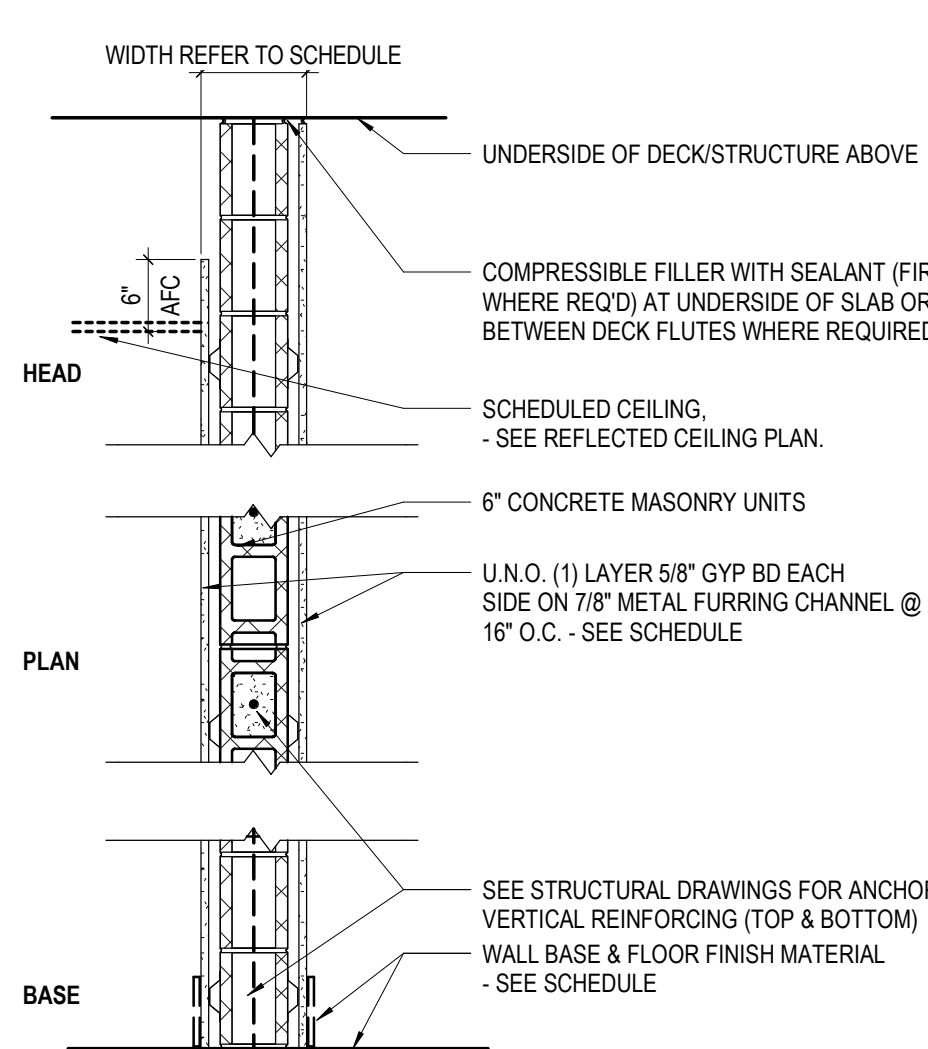 WIDTH REFER TO SCHEDULE
UNDERSIDE OF DECK/STRUCTURE ABOVE
6"
AFC
COMPRESSIBLE FILLER WITH SEALANT (FIR
WHERE REQ'D) AT UNDERSIDE OF SLAB OR
BETWEEN DECK FLUTES WHERE REQUIRED
HEAD
SCHEDULED CEILING,
- SEE REFLECTED CEILING PLAN.
6" CONCRETE MASONRY UNITS
U.N.O. (1) LAYER 5/8" GYP BD EACH
SIDE ON 7/8" METAL FURRING CHANNEL @
16" O.C. - SEE SCHEDULE
PLAN
SEE STRUCTURAL DRAWINGS FOR ANCHOR
VERTICAL REINFORCING (TOP & BOTTOM)
WALL BASE & FLOOR FINISH MATERIAL
- SEE SCHEDULE
BASE